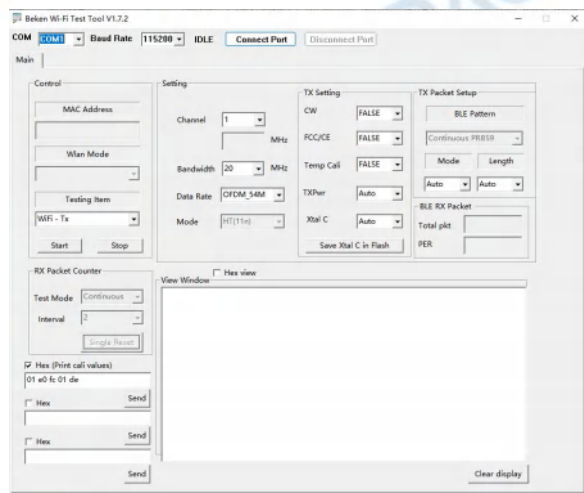 Beken Wi-Fi Test Tool V1.7.2
COM COM1 Baud Rate 115200 IDLE Connect Port Disconnect Port
Main
Control
MAC Address
Wlan Mode
Testing Item
WiFi - Tx
Start Stop
Setting
Channel 1
MHz
Bandwidth 20 MHz
Data Rate OFDM_54M
Mode HT(11n)
TX Setting
CW FALSE
FCC/CE FALSE
Temp Cali FALSE
TXPwr Auto
Xtal C Auto
Save Xtal C in Flash
TX Packet Setup
BLE Pattern
Continuous PRBS9
Mode Length
Auto Auto
BLE RX Packet
Total pkt
PER
RX Packet Counter
Test Mode Continuous
Interval 2
Single Reset
Hex view
View Window
Hex (Print cali values)
01 e0 fc 01 de
Send
Hex
Send
Hex
Send
Clear display